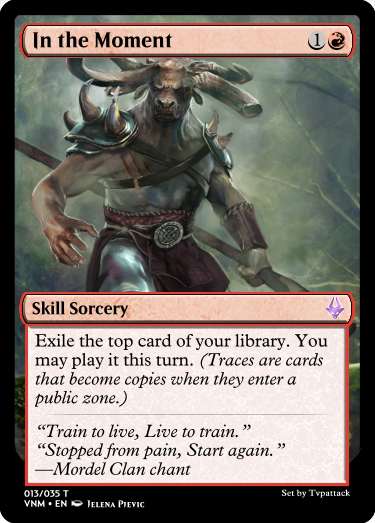 In the Moment 1
Skill Sorcery
Exile the top card of your library. You
may play it this turn. (Traces are cards
that become copies when they enter a
public zone.)
“Train to live, Live to train.”
“Stopped from pain, Start again.”
—Mordel Clan chant
013/035 T Set by Tvpattack
VNM • EN Jelena Pjevic